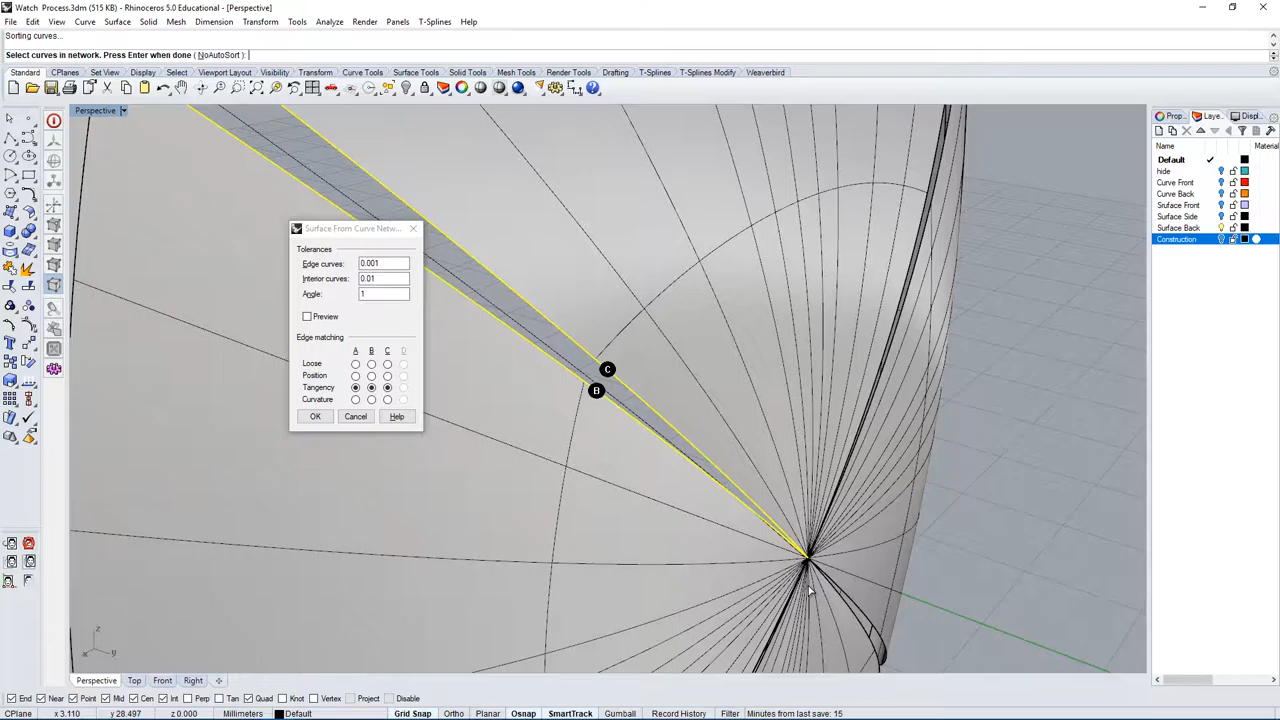 Watch Process.3dm (515 KB) - Rhinoceros 5.0 Educational - [Perspective]
File Edit View Curve Surface Solid Mesh Dimension Transform Tools Analyze Render Panels T-Splines Help
Sorting curves...
Select curves in network. Press Enter when done ( NoAutoSort ):
Standard CPlanes Set View Display Select Viewport Layout Visibility Transform Curve Tools Surface Tools Solid Tools Mesh Tools Render Tools Drafting T-Splines T-Splines Modify Weaverbird
Perspective
Prop... Laye... Displ...
Name Material
Default
hide
Curve Front
Curve Back
Surface Front
Surface Side
Surface Back
Construction
Surface From Curve Netw...
Tolerances
Edge curves: 0.001
Interior curves: 0.01
Angle: 1
Preview
Edge matching
A B C D
Loose
Position
Tangency
Curvature
OK Cancel Help
C
B
z
y
Perspective Top Front Right
End Near Point Mid Cen Int Perp Tan Quad Knot Vertex Project Disable
CPlane x 3.110 y 28.497 z 0.000 Millimeters Default Grid Snap Ortho Planar Osnap SmartTrack Gumball Record History Filter Minutes from last save: 15